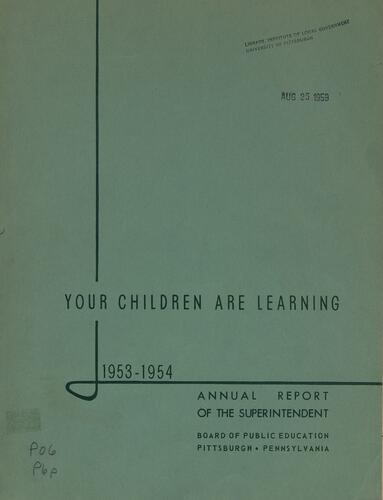 LIBRARY, INSTITUTE OF LOCAL GOVERNMENT
UNIVERSITY OF PITTSBURGH
AUG 25 1959
YOUR CHILDREN ARE LEARNING
1953-1954
ANNUAL REPORT
OF THE SUPERINTENDENT
BOARD OF PUBLIC EDUCATION
PITTSBURGH • PENNSYLVANIA
P06
P6p